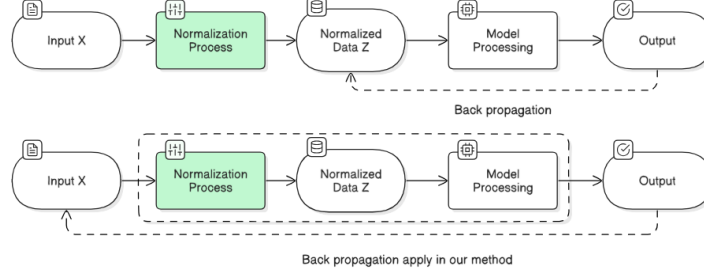 Input X
Normalization
Process
Normalized
Data Z
Model
Processing
Output
Back propagation
Input X
Normalization
Process
Normalized
Data Z
Model
Processing
Output
Back propagation apply in our method